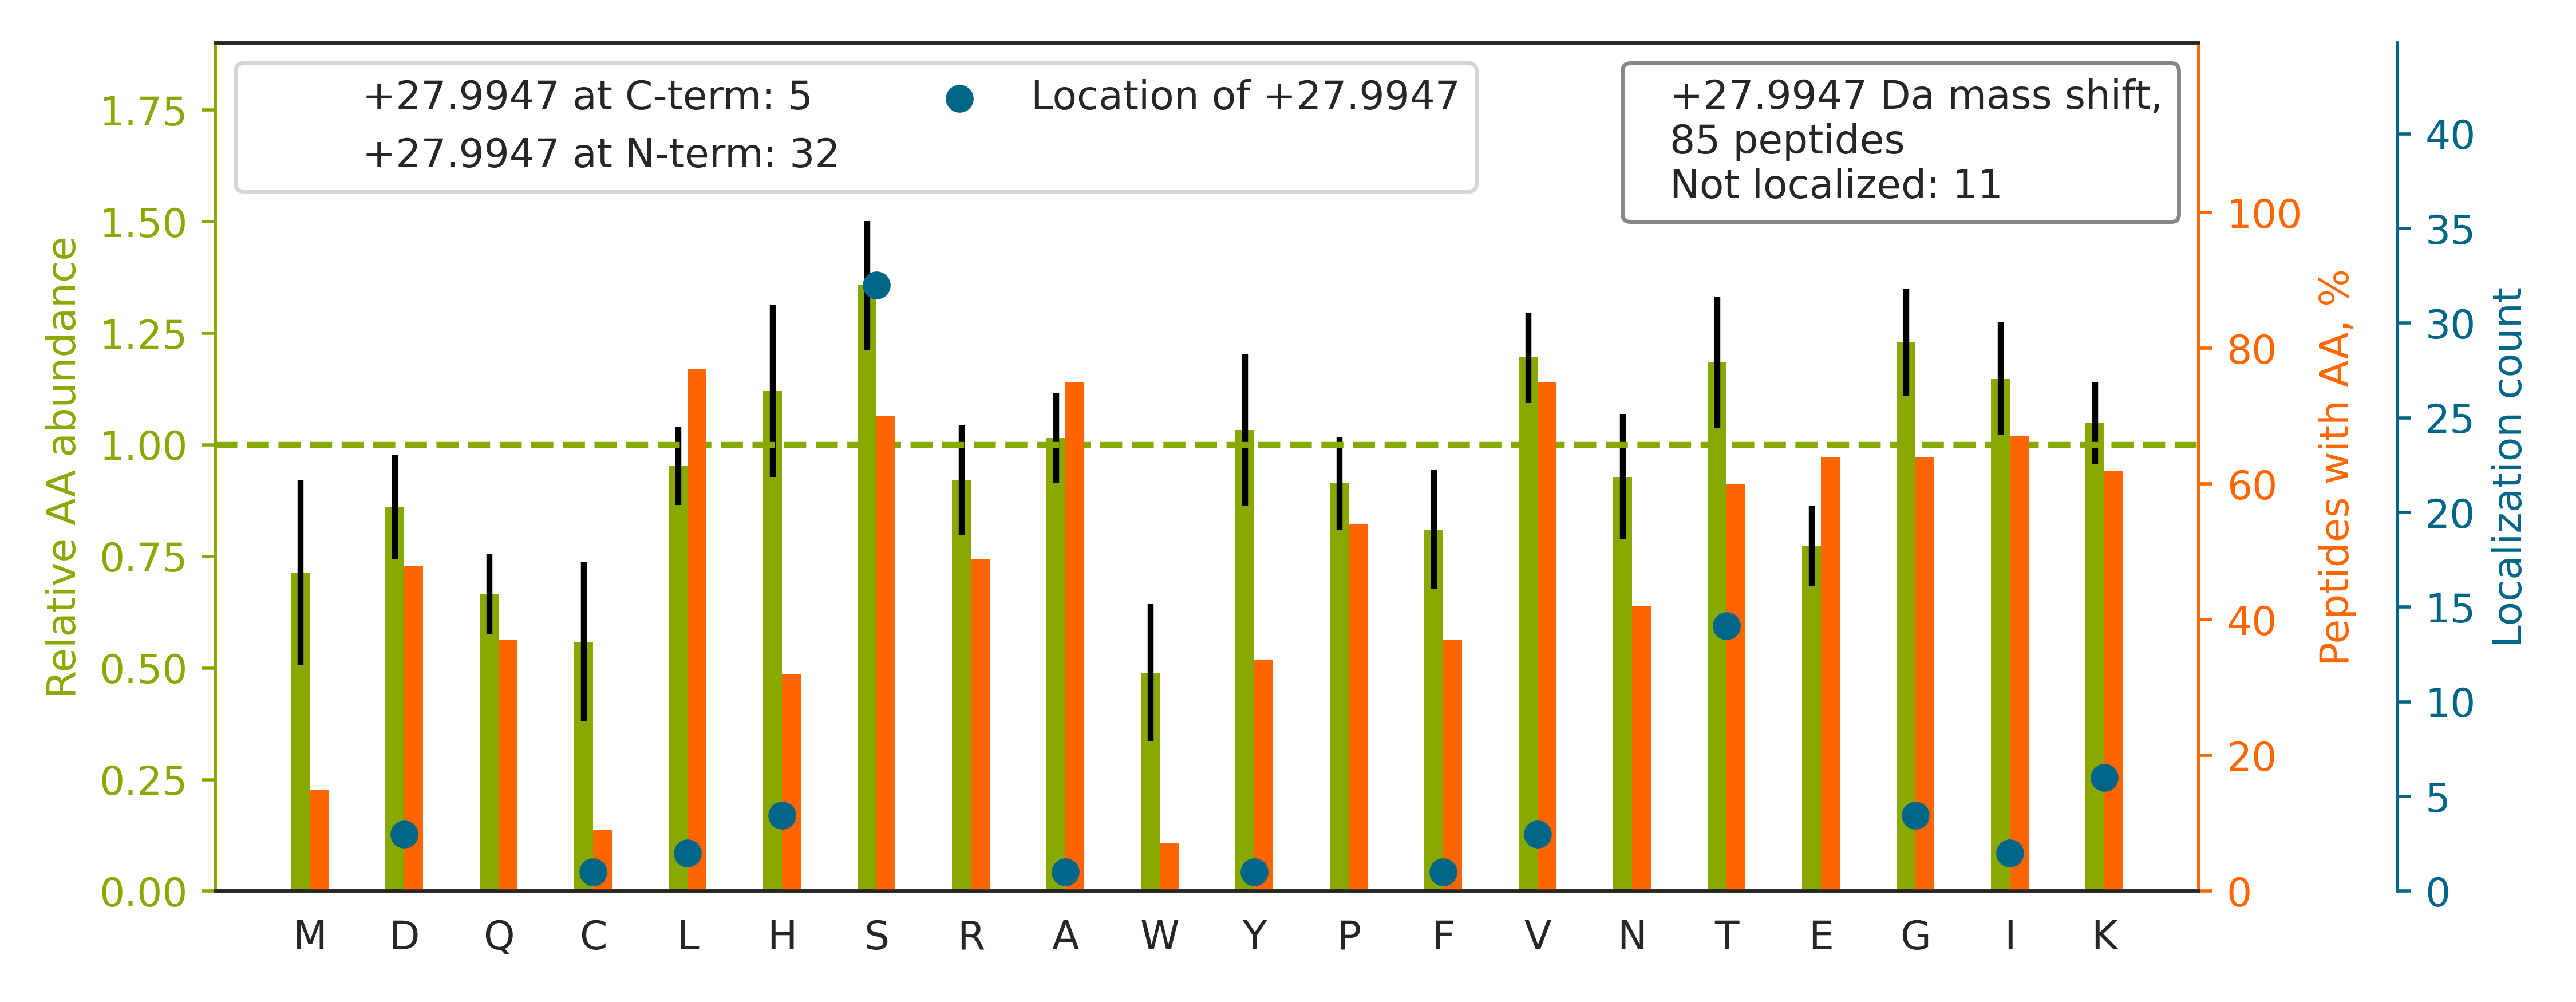 +27.9947 at C-term: 5
+27.9947 at N-term: 32
Location of +27.9947
+27.9947 Da mass shift,
85 peptides
Not localized: 11
Relative AA abundance
1.75
1.50
1.25
1.00
0.75
0.50
0.25
0.00
M D Q C L H S R A W Y P F V N T E G I K
100
80
60
40
20
0
Peptides with AA, %
40
35
30
25
20
15
10
5
0
Localization count